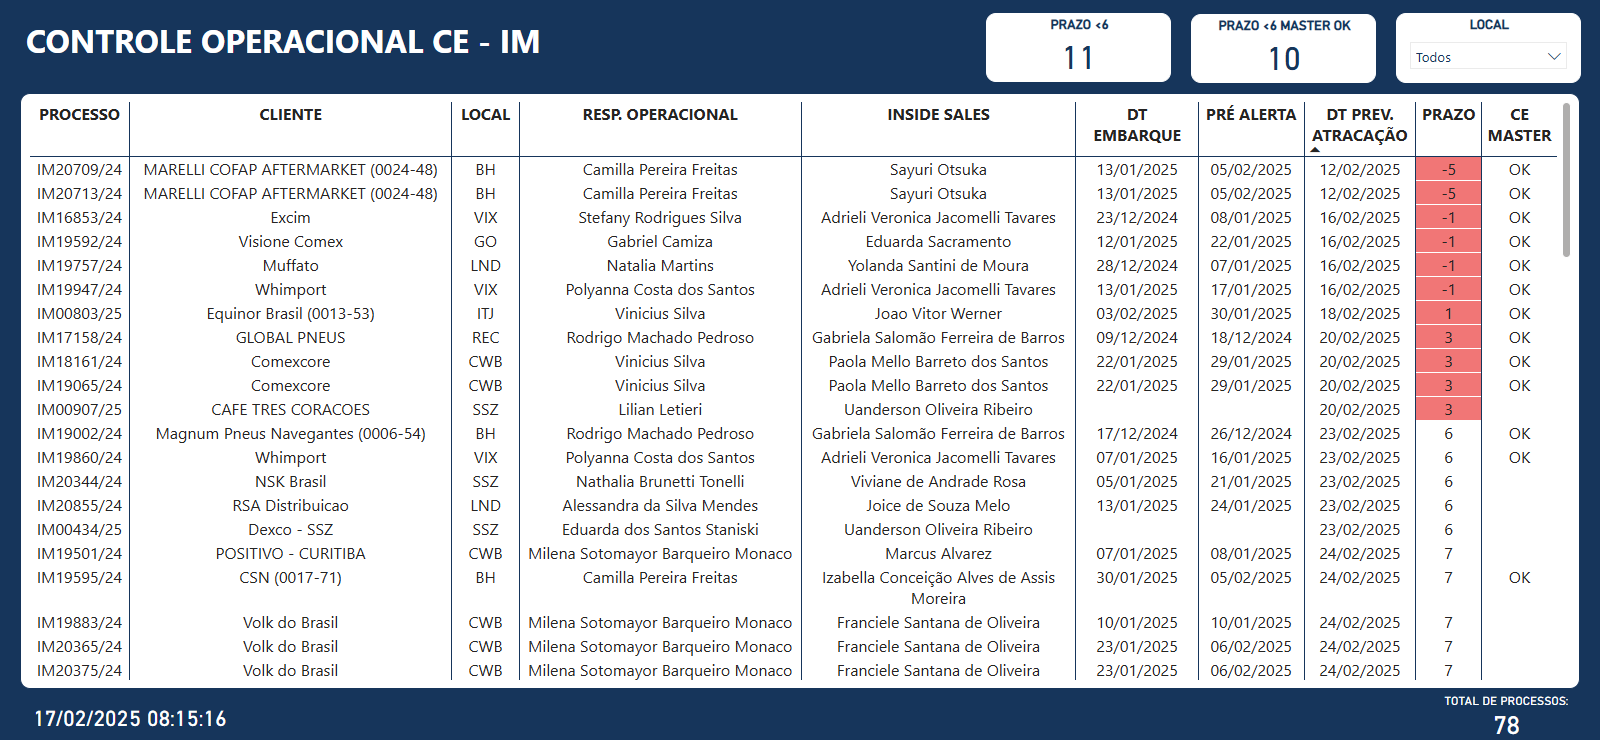 CONTROLE OPERACIONAL CE - IM
PRAZO <6
11
PRAZO <6 MASTER OK
10
LOCAL
Todos
PROCESSO CLIENTE LOCAL RESP. OPERACIONAL INSIDE SALES DT EMBARQUE PRÉ ALERTA DT PREV. ATRACAÇÃO PRAZO CE MASTER
IM20709/24 MARELLI COFAP AFTERMARKET (0024-48) BH Camilla Pereira Freitas Sayuri Otsuka 13/01/2025 05/02/2025 12/02/2025 -5 OK
IM20713/24 MARELLI COFAP AFTERMARKET (0024-48) BH Camilla Pereira Freitas Sayuri Otsuka 13/01/2025 05/02/2025 12/02/2025 -5 OK
IM16853/24 Excim VIX Stefany Rodrigues Silva Adrieli Veronica Jacomelli Tavares 23/12/2024 08/01/2025 16/02/2025 -1 OK
IM19592/24 Visione Comex GO Gabriel Camiza Eduarda Sacramento 12/01/2025 22/01/2025 16/02/2025 -1 OK
IM19757/24 Muffato LND Natalia Martins Yolanda Santini de Moura 28/12/2024 07/01/2025 16/02/2025 -1 OK
IM19947/24 Whimport VIX Polyanna Costa dos Santos Adrieli Veronica Jacomelli Tavares 13/01/2025 17/01/2025 16/02/2025 -1 OK
IM00803/25 Equinor Brasil (0013-53) ITJ Vinicius Silva Joao Vitor Werner 03/02/2025 30/01/2025 18/02/2025 1 OK
IM17158/24 GLOBAL PNEUS REC Rodrigo Machado Pedroso Gabriela Salomão Ferreira de Barros 09/12/2024 18/12/2024 20/02/2025 3 OK
IM18161/24 Comexcore CWB Vinicius Silva Paola Mello Barreto dos Santos 22/01/2025 29/01/2025 20/02/2025 3 OK
IM19065/24 Comexcore CWB Vinicius Silva Paola Mello Barreto dos Santos 22/01/2025 29/01/2025 20/02/2025 3 OK
IM00907/25 CAFE TRES CORACOES SSZ Lilian Letieri Uanderson Oliveira Ribeiro 20/02/2025 3
IM19002/24 Magnum Pneus Navegantes (0006-54) BH Rodrigo Machado Pedroso Gabriela Salomão Ferreira de Barros 17/12/2024 26/12/2024 23/02/2025 6 OK
IM19860/24 Whimport VIX Polyanna Costa dos Santos Adrieli Veronica Jacomelli Tavares 07/01/2025 16/01/2025 23/02/2025 6 OK
IM20344/24 NSK Brasil SSZ Nathalia Brunetti Tonelli Viviane de Andrade Rosa 05/01/2025 21/01/2025 23/02/2025 6
IM20855/24 RSA Distribuicao LND Alessandra da Silva Mendes Joice de Souza Melo 13/01/2025 24/01/2025 23/02/2025 6
IM00434/25 Dexco - SSZ SSZ Eduarda dos Santos Staniski Uanderson Oliveira Ribeiro 23/02/2025 6
IM19501/24 POSITIVO - CURITIBA CWB Milena Sotomayor Barqueiro Monaco Marcus Alvarez 07/01/2025 08/01/2025 24/02/2025 7
IM19595/24 CSN (0017-71) BH Camilla Pereira Freitas Izabella Conceição Alves de Assis Moreira 30/01/2025 05/02/2025 24/02/2025 7 OK
IM19883/24 Volk do Brasil CWB Milena Sotomayor Barqueiro Monaco Franciele Santana de Oliveira 10/01/2025 10/01/2025 24/02/2025 7
IM20365/24 Volk do Brasil CWB Milena Sotomayor Barqueiro Monaco Franciele Santana de Oliveira 23/01/2025 06/02/2025 24/02/2025 7
IM20375/24 Volk do Brasil CWB Milena Sotomayor Barqueiro Monaco Franciele Santana de Oliveira 23/01/2025 06/02/2025 24/02/2025 7
17/02/2025 08:15:16
TOTAL DE PROCESSOS:
78